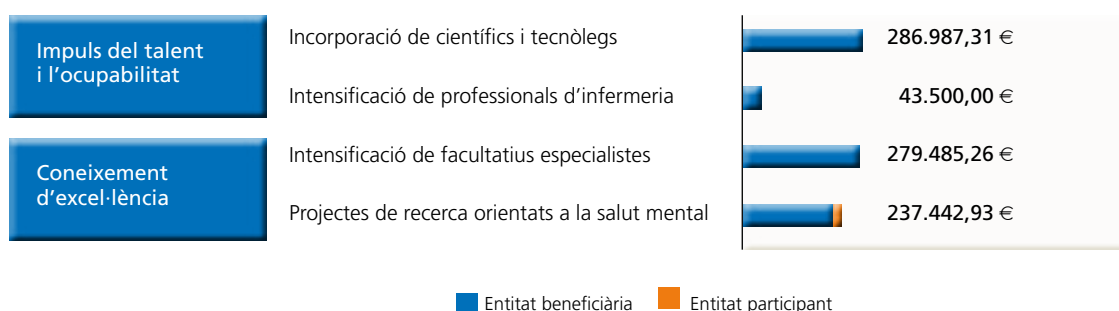 Impuls del talent
i l’ocupabilitat
Incorporació de científics i tecnòlegs 286.987,31 €
Intensificació de professionals d’infermeria 43.500,00 €
Coneixement
d’excel·lència
Intensificació de facultatius especialistes 279.485,26 €
Projectes de recerca orientats a la salut mental 237.442,93 €
Entitat beneficiària Entitat participant